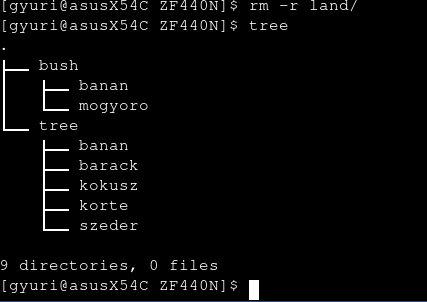 [gyuri@asusX54C ZF440N]$ rm -r land/
[gyuri@asusX54C ZF440N]$ tree
.
├── bush
│   ├── banan
│   └── mogyoro
└── tree
    ├── banan
    ├── barack
    ├── kokusz
    ├── korte
    └── szeder

9 directories, 0 files
[gyuri@asusX54C ZF440N]$